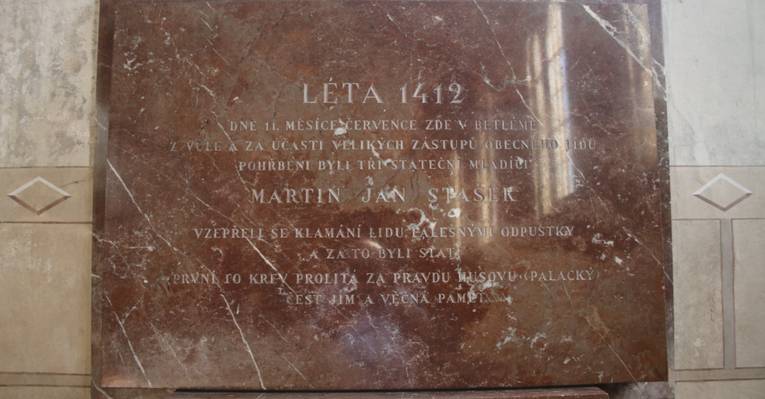 LÉTA 1412
DNE 11. MĚSÍCE ČERVENCE ZDE V BETLÉMĚ
Z VŮLE A ZA ÚČASTI VELIKÝCH ZÁSTUPŮ OBECNÉHO LIDU
POHŘBENI BYLI TŘI STATEČNÍ MLADÍCI
MARTIN JAN STAŠEK
VZEPŘELI SE KLAMÁNÍ LIDU FALEŠNÝMI ODPUSTKY
A ZA TO BYLI STATI
"PRVNÍ TO KREV PROLITÁ ZA PRAVDU HUSOVU" (PALACKÝ)
ČEST JIM A VĚČNÁ PAMĚŤ